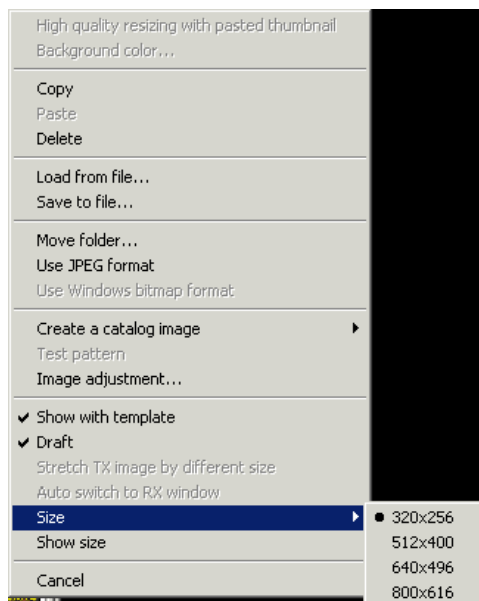 High quality resizing with pasted thumbnail
Background color...
Copy
Paste
Delete
Load from file...
Save to file...
Move folder...
Use JPEG format
Use Windows bitmap format
Create a catalog image
Test pattern
Image adjustment...
Show with template
Draft
Stretch TX image by different size
Auto switch to RX window
Size
320x256
Show size
512x400
640x496
Cancel
800x616